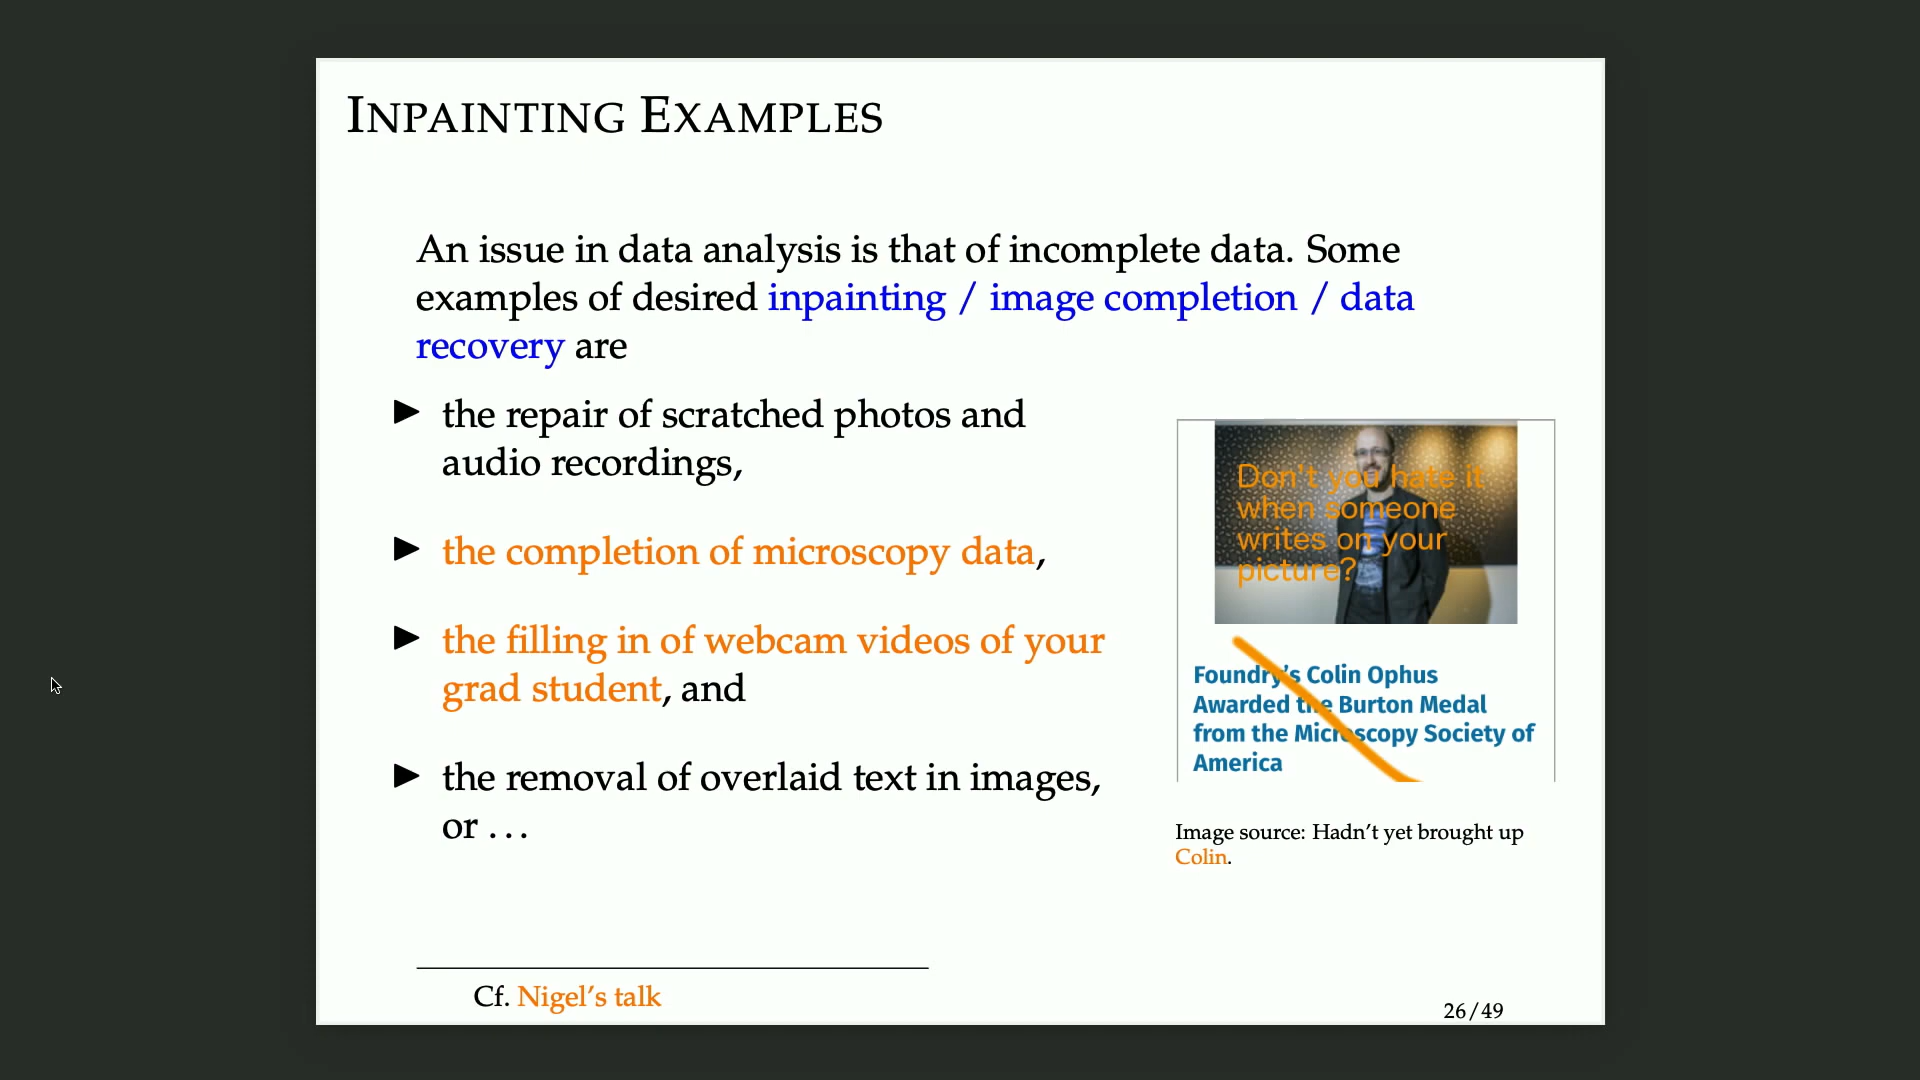 INPAINTING EXAMPLES
An issue in data analysis is that of incomplete data. Some
examples of desired inpainting / image completion / data
recovery are
▶ the repair of scratched photos and
audio recordings,
▶ the completion of microscopy data,
▶ the filling in of webcam videos of your
grad student, and
▶ the removal of overlaid text in images,
or ...
Don't you hate it
when someone
writes on your
picture?
Foundry's Colin Ophus
Awarded the Burton Medal
from the Microscopy Society of
America
Image source: Hadn't yet brought up
Colin.
Cf. Nigel's talk
26/49